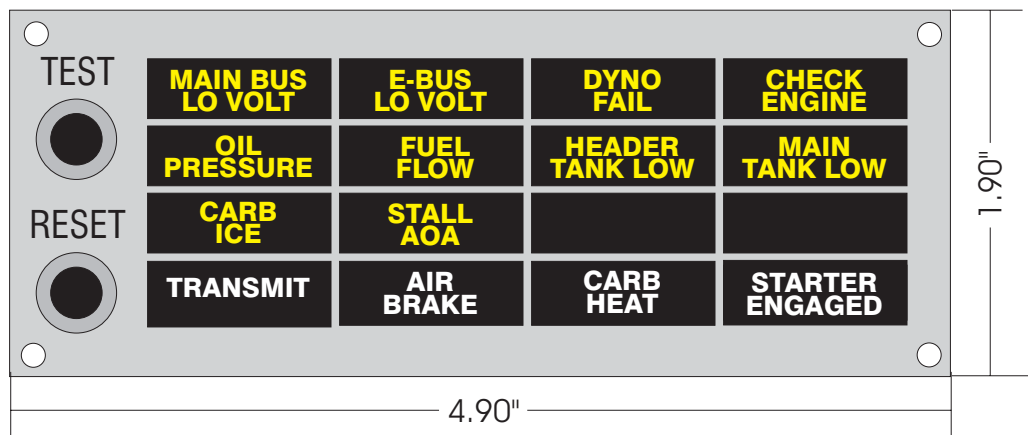 TEST
MAIN BUS
LO VOLT
E-BUS
LO VOLT
DYNO
FAIL
CHECK
ENGINE
OIL
PRESSURE
FUEL
FLOW
HEADER
TANK LOW
MAIN
TANK LOW
RESET
CARB
ICE
STALL
AOA
TRANSMIT
AIR
BRAKE
CARB
HEAT
STARTER
ENGAGED
1.90"
4.90"